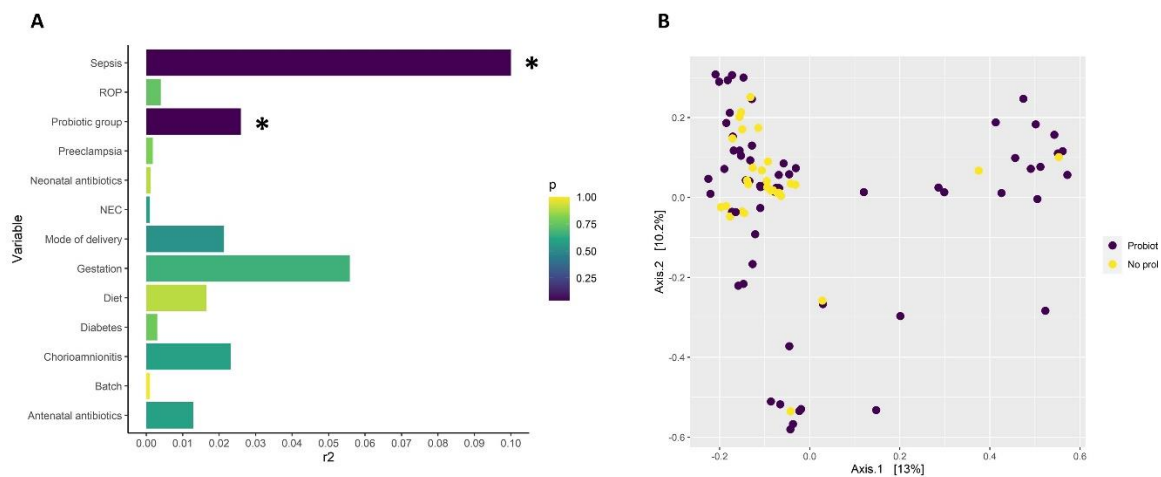 A
Sepsis
*
ROP
Probiotic group
*
Preeclampsia
Neonatal antibiotics
NEC
Mode of delivery
Gestation
Diet
Diabetes
Chorioamnionitis
Batch
Antenatal antibiotics
Variable
0.00 0.01 0.02 0.03 0.04 0.05 0.06 0.07 0.08 0.09 0.10
r2
p
1.00
0.75
0.50
0.25
B
0.2
0.0
-0.2
-0.4
-0.6
Axis.2 [10.2%]
-0.2 0.0 0.2 0.4 0.6
Axis.1 [13%]
Probiot
No prol